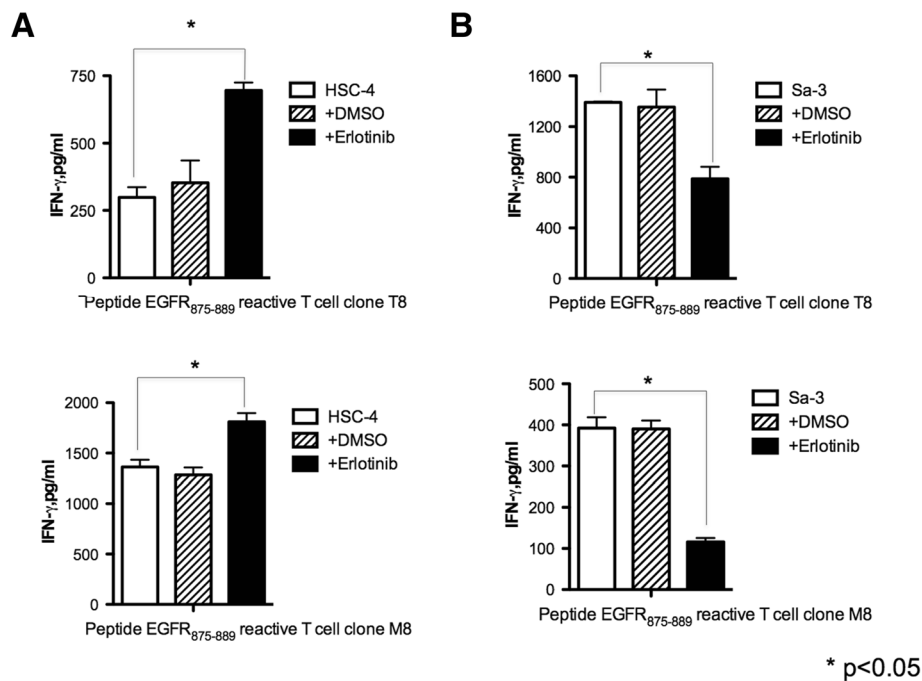 A
*
750
500
250
0
IFN-γ,pg/ml
HSC-4
+DMSO
+Erlotinib
Peptide EGFR875-889 reactive T cell clone T8
B
*
1600
1200
800
400
0
IFN-γ,pg/ml
Sa-3
+DMSO
+Erlotinib
Peptide EGFR875-889 reactive T cell clone T8
*
2000
1500
1000
500
0
IFN-γ,pg/ml
HSC-4
+DMSO
+Erlotinib
Peptide EGFR875-889 reactive T cell clone M8
*
500
400
300
200
100
0
IFN-γ,pg/ml
Sa-3
+DMSO
+Erlotinib
Peptide EGFR875-889 reactive T cell clone M8
* p<0.05